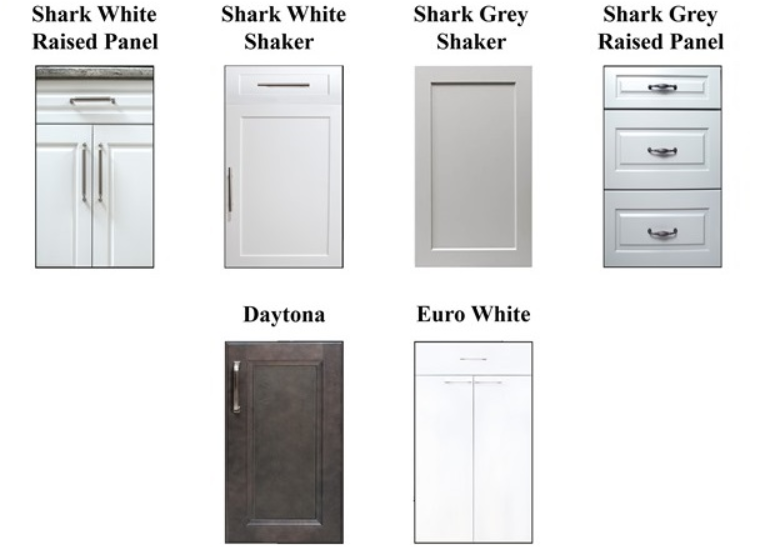 Shark White
Raised Panel
Shark White
Shaker
Shark Grey
Shaker
Shark Grey
Raised Panel
Daytona
Euro White